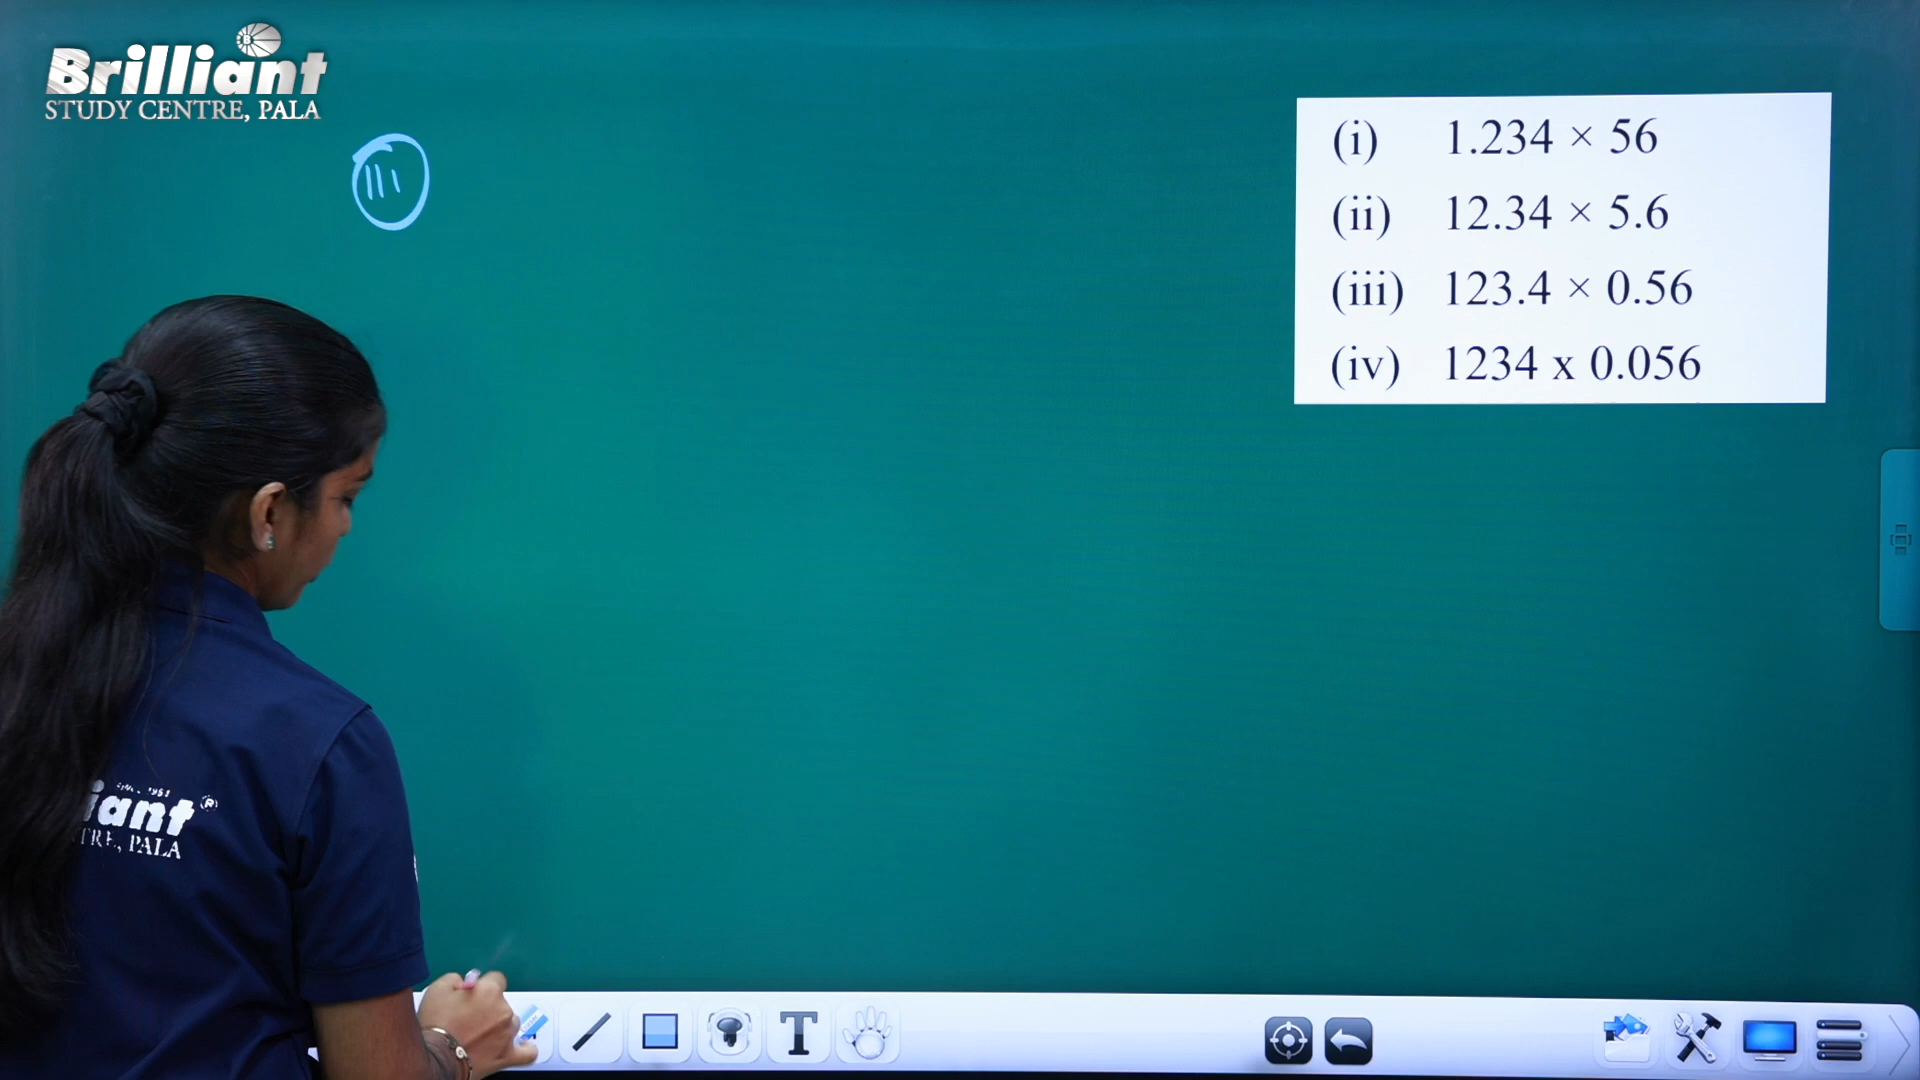 Brilliant
STUDY CENTRE, PALA
III
(i) 1.234 × 56
(ii) 12.34 × 5.6
(iii) 123.4 × 0.56
(iv) 1234 x 0.056
iant ®
TRE, PALA
T